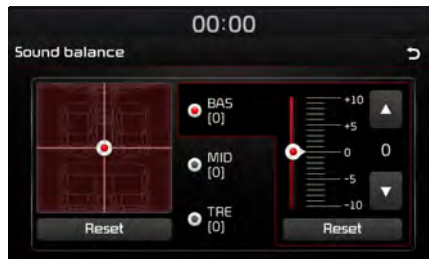 00:00
Sound balance
BAS
[0]
MID
[0]
TRE
[0]
+10
+5
0
-5
-10
0
Reset
Reset